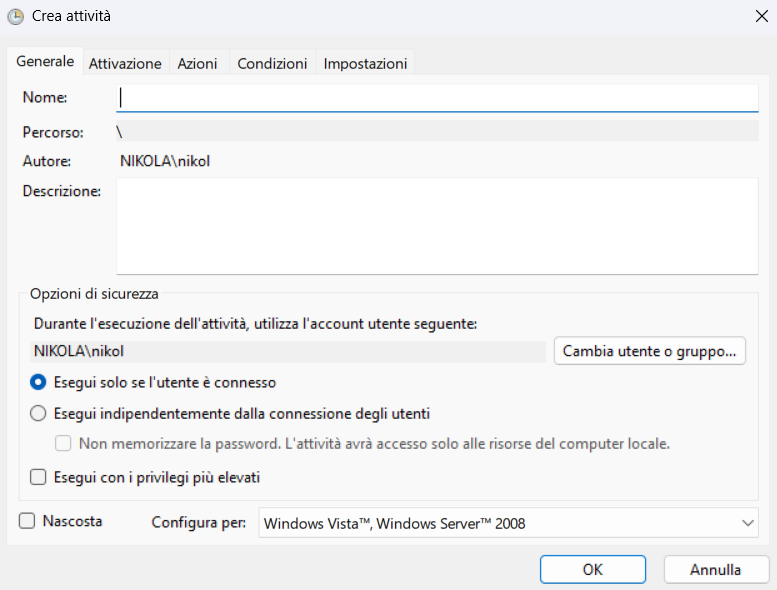 Crea attività
Generale Attivazione Azioni Condizioni Impostazioni
Nome:
Percorso: \
Autore: NIKOLA\nikol
Descrizione:
Opzioni di sicurezza
Durante l'esecuzione dell'attività, utilizza l'account utente seguente:
NIKOLA\nikol Cambia utente o gruppo...
Esegui solo se l'utente è connesso
Esegui indipendentemente dalla connessione degli utenti
Non memorizzare la password. L'attività avrà accesso solo alle risorse del computer locale.
Esegui con i privilegi più elevati
Nascosta Configura per: Windows Vista™, Windows Server™ 2008
OK Annulla